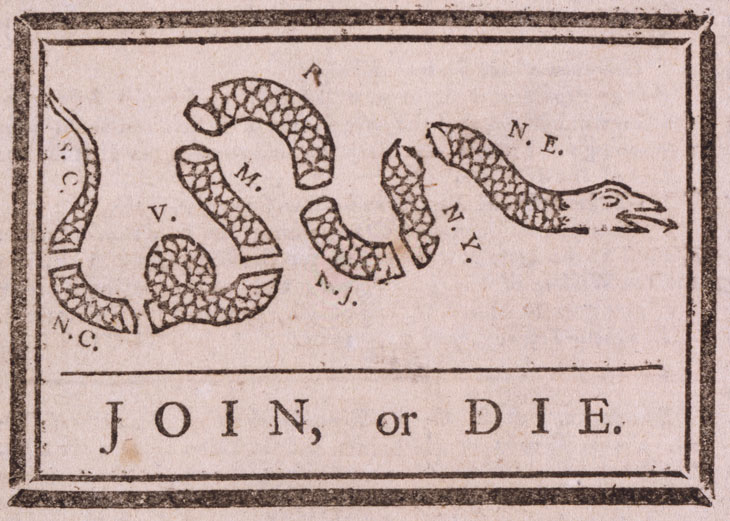 S. C.
N. C.
V.
M.
P.
N. J.
N. Y.
N. E.
JOIN, or DIE.